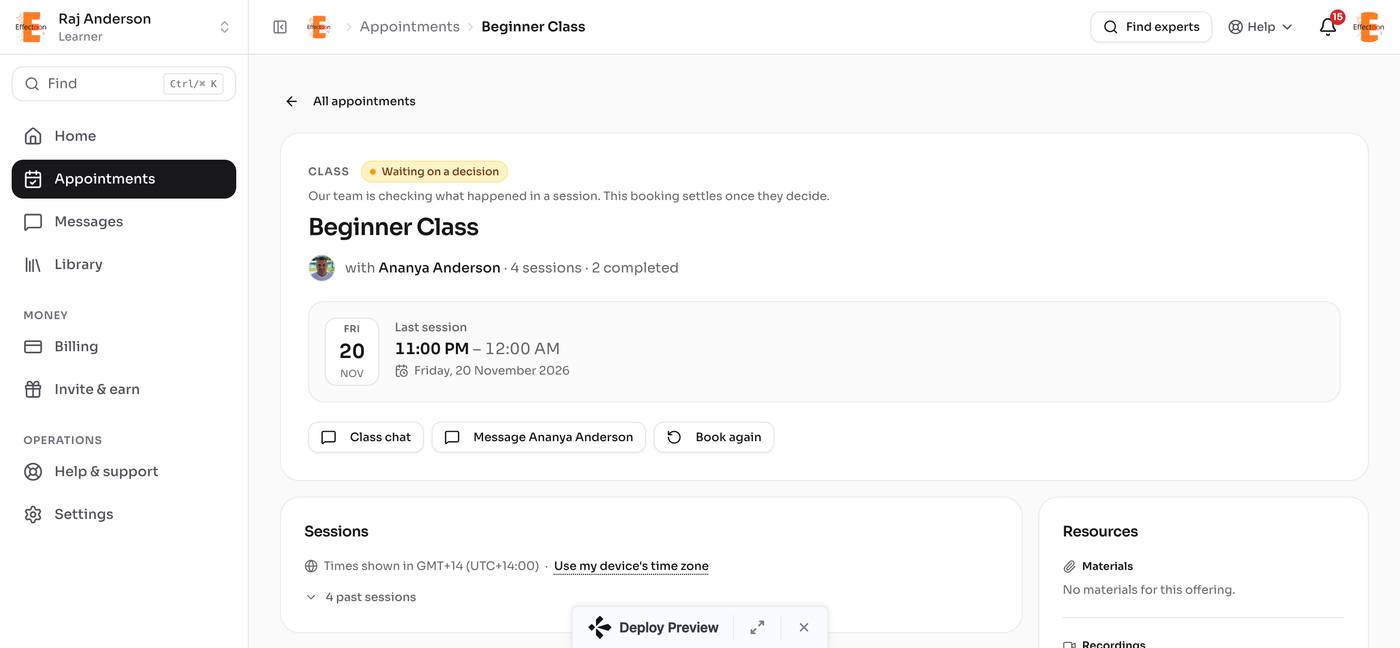 Effectson
Raj Anderson
Learner
Find
Ctrl/⌘ K
Home
Appointments
Messages
Library
MONEY
Billing
Invite & earn
OPERATIONS
Help & support
Settings
Appointments
Beginner Class
Find experts
Help
15
All appointments
CLASS
Waiting on a decision
Our team is checking what happened in a session. This booking settles once they decide.
Beginner Class
with Ananya Anderson · 4 sessions · 2 completed
FRI
20
NOV
Last session
11:00 PM – 12:00 AM
Friday, 20 November 2026
Class chat
Message Ananya Anderson
Book again
Sessions
Times shown in GMT+14 (UTC+14:00) · Use my device's time zone
4 past sessions
Resources
Materials
No materials for this offering.
Recordings
Deploy Preview